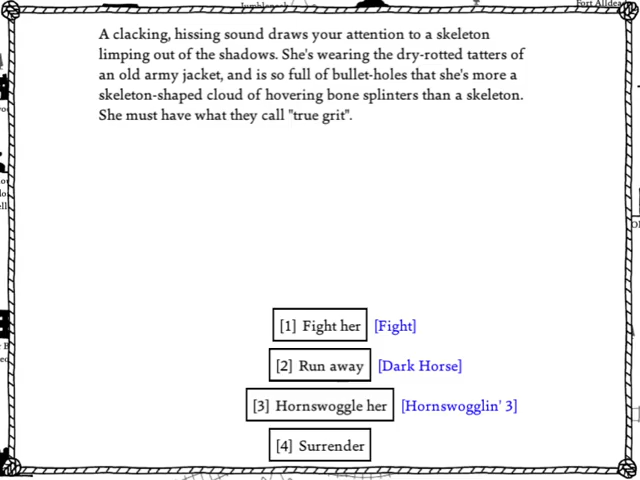 Fort Allde
A clacking, hissing sound draws your attention to a skeleton
limping out of the shadows. She's wearing the dry-rotted tatters of
an old army jacket, and is so full of bullet-holes that she's more a
skeleton-shaped cloud of hovering bone splinters than a skeleton.
She must have what they call "true grit".
[1] Fight her [Fight]
[2] Run away [Dark Horse]
[3] Hornswoggle her [Hornswogglin' 3]
[4] Surrender